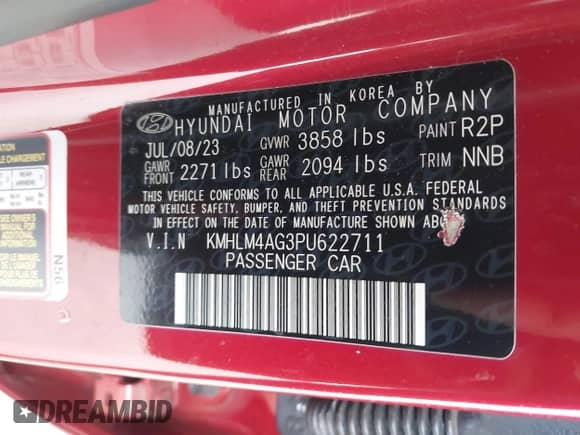 MANUFACTURED IN KOREA BY
HYUNDAI MOTOR COMPANY
JUL/08/23 GVWR 3858 lbs PAINT R2P
GAWR FRONT 2271 lbs GAWR REAR 2094 lbs TRIM NNB
THIS VEHICLE CONFORMS TO ALL APPLICABLE U.S.A. FEDERAL
MOTOR VEHICLE SAFETY, BUMPER, AND THEFT PREVENTION STANDARDS
IN EFFECT ON THE DATE OF MANUFACTURE SHOWN
V.I.N KMHLM4AG3PU622711
PASSENGER CAR
N56
DREAMBID